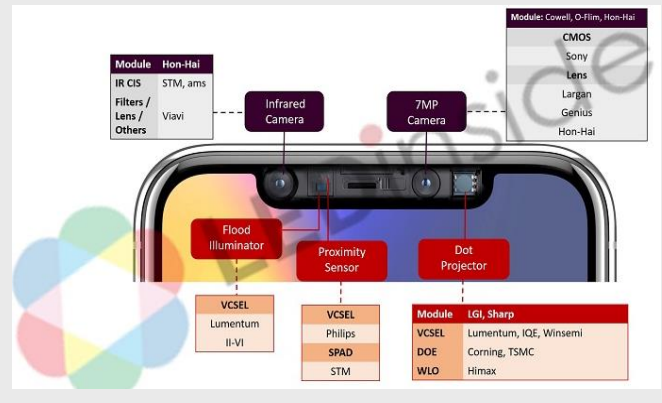 Module: Cowell, O-Flim, Hon-Hai
CMOS
Sony
Lens
Largan
Genius
Hon-Hai
Module Hon-Hai
IR CIS STM, ams
Filters /
Lens / Viavi
Others
Infrared
Camera
7MP
Camera
Flood
Illuminator
Proximity
Sensor
Dot
Projector
VCSEL
Lumentum
II-VI
VCSEL
Philips
SPAD
STM
Module LGI, Sharp
VCSEL Lumentum, IQE, Winsemi
DOE Corning, TSMC
WLO Himax
LEDinside